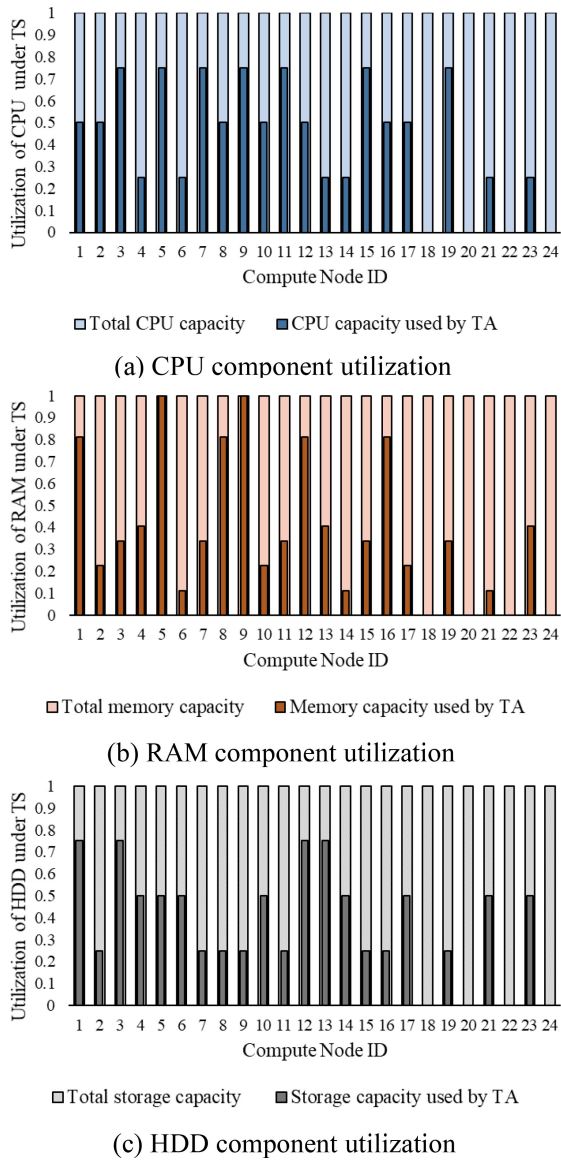 Utilization of CPU under TS
1
0.9
0.8
0.7
0.6
0.5
0.4
0.3
0.2
0.1
0
1 2 3 4 5 6 7 8 9 10 11 12 13 14 15 16 17 18 19 20 21 22 23 24
Compute Node ID
Total CPU capacity CPU capacity used by TA
(a) CPU component utilization
Utilization of RAM under TS
1
0.9
0.8
0.7
0.6
0.5
0.4
0.3
0.2
0.1
0
1 2 3 4 5 6 7 8 9 10 11 12 13 14 15 16 17 18 19 20 21 22 23 24
Compute Node ID
Total memory capacity Memory capacity used by TA
(b) RAM component utilization
Utilization of HDD under TS
1
0.9
0.8
0.7
0.6
0.5
0.4
0.3
0.2
0.1
0
1 2 3 4 5 6 7 8 9 10 11 12 13 14 15 16 17 18 19 20 21 22 23 24
Compute Node ID
Total storage capacity Storage capacity used by TA
(c) HDD component utilization